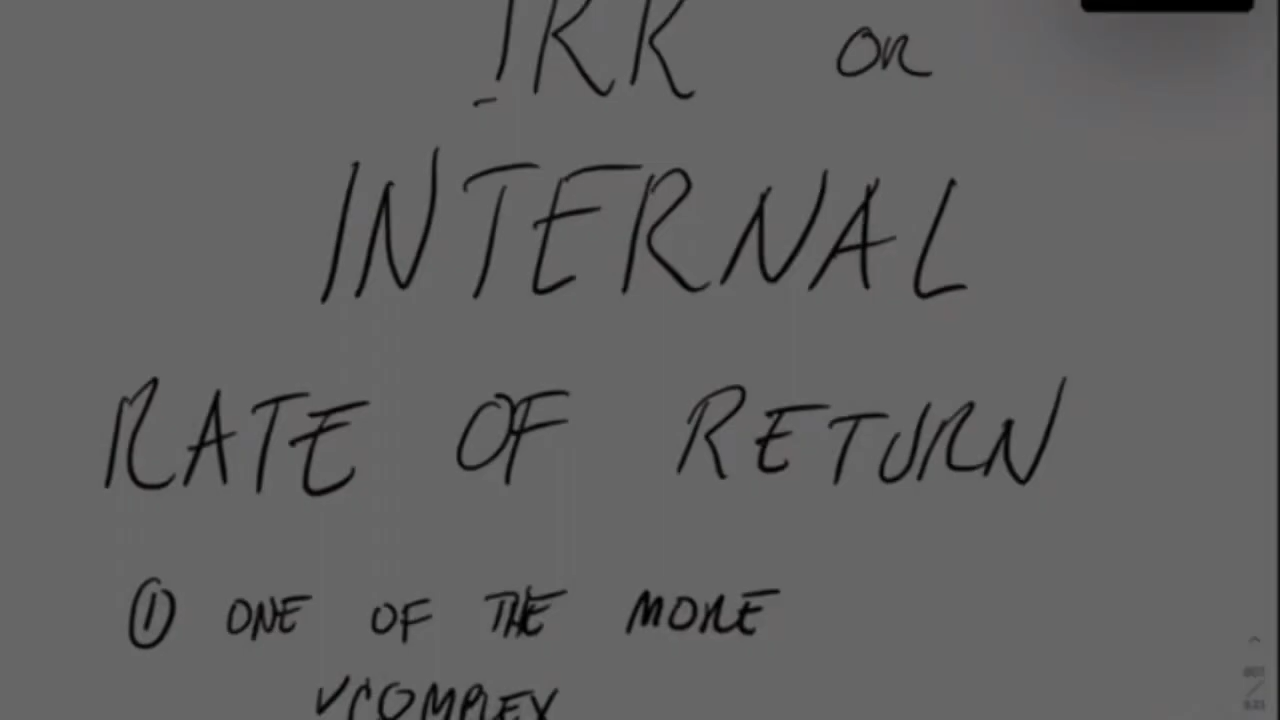 IRR OR
INTERNAL
RATE OF RETURN
① ONE OF THE MORE
✓COMPLEX